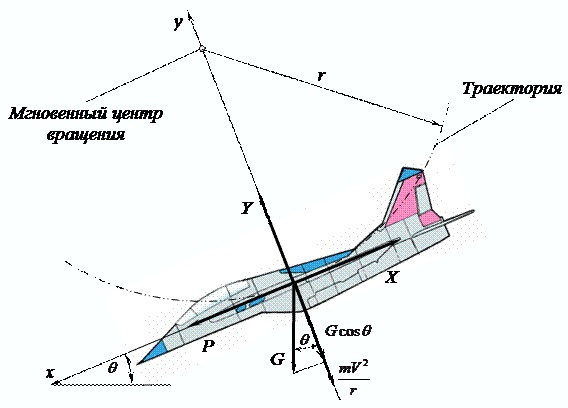 y
r
Траектория
Мгновенный центр
вращения
Y
X
P
G
θ
G cos θ
x
θ
mV²
r